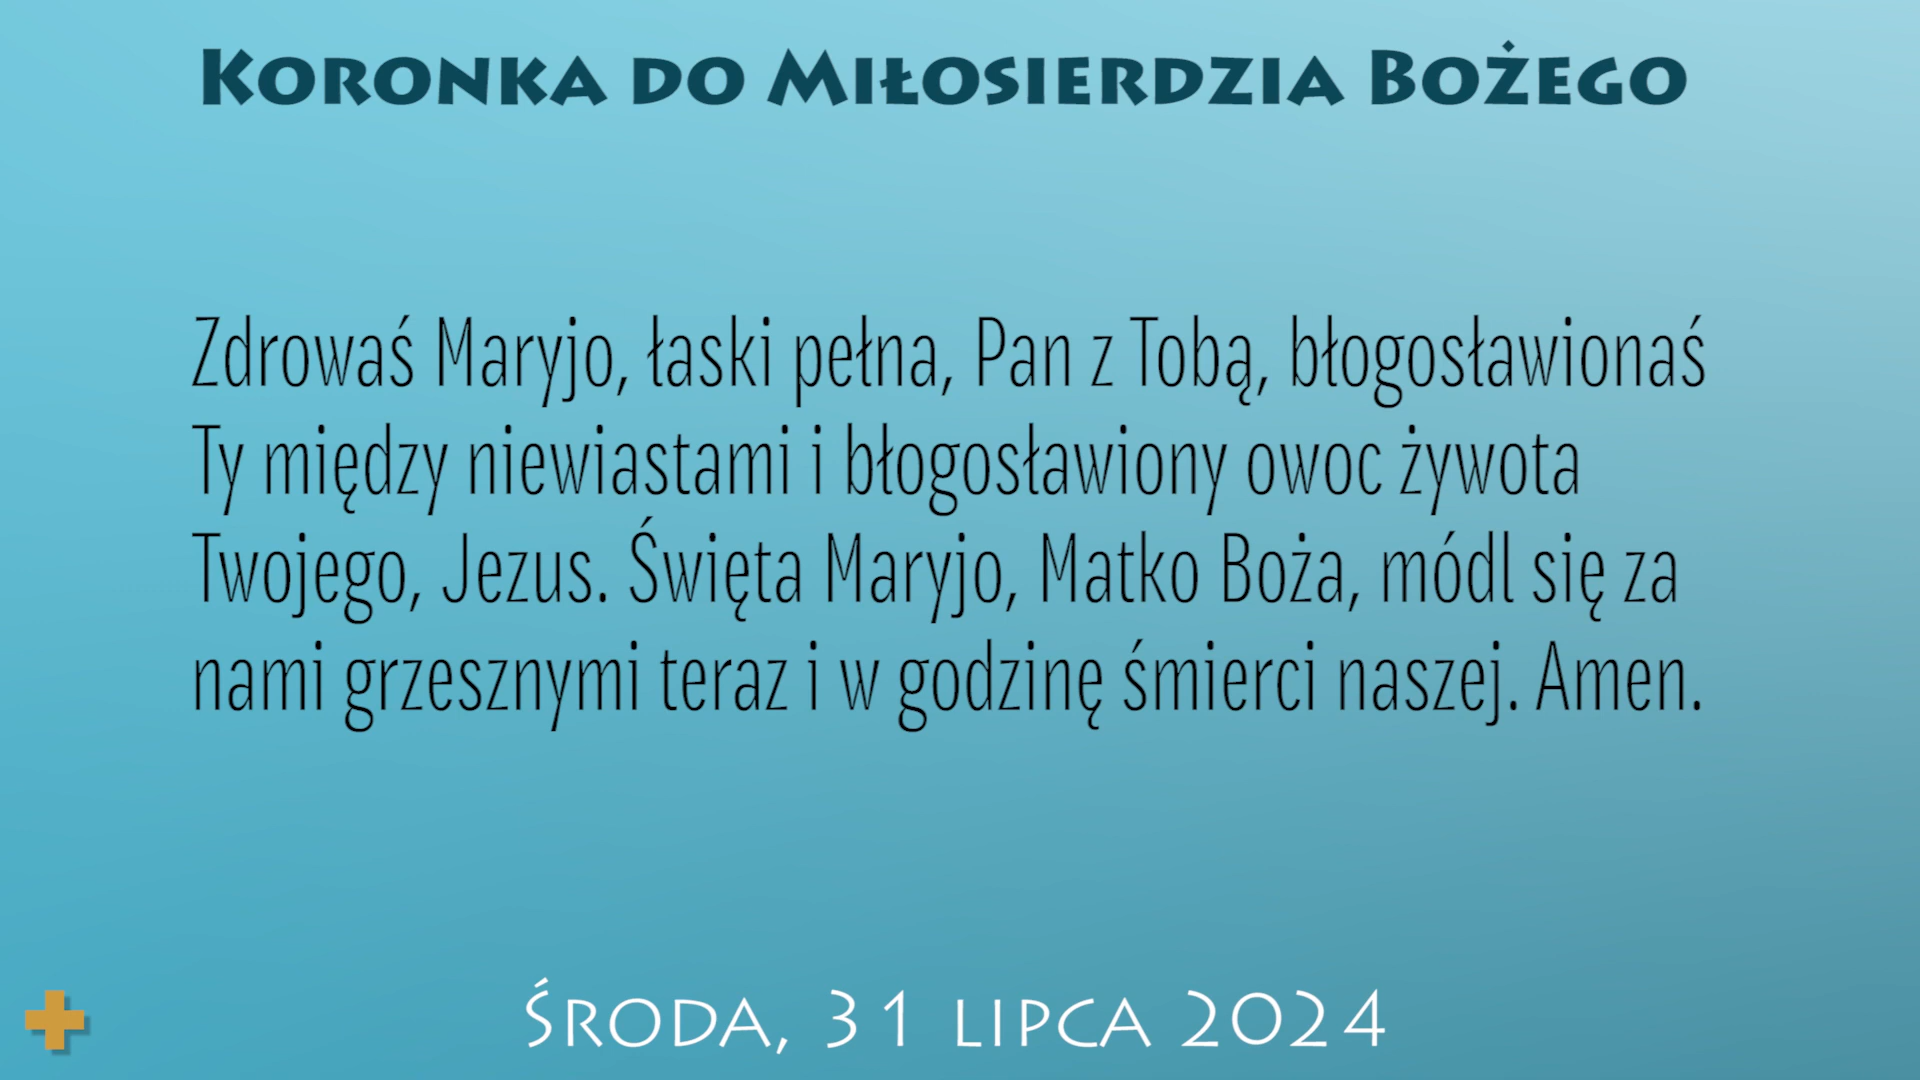 Koronka do Miłosierdzia Bożego
Zdrowaś Maryjo, łaski pełna, Pan z Tobą, błogosławionaś
Ty między niewiastami i błogosławiony owoc żywota
Twojego, Jezus. Święta Maryjo, Matko Boża, módl się za
nami grzesznymi teraz i w godzinę śmierci naszej. Amen.
Środa, 31 lipca 2024